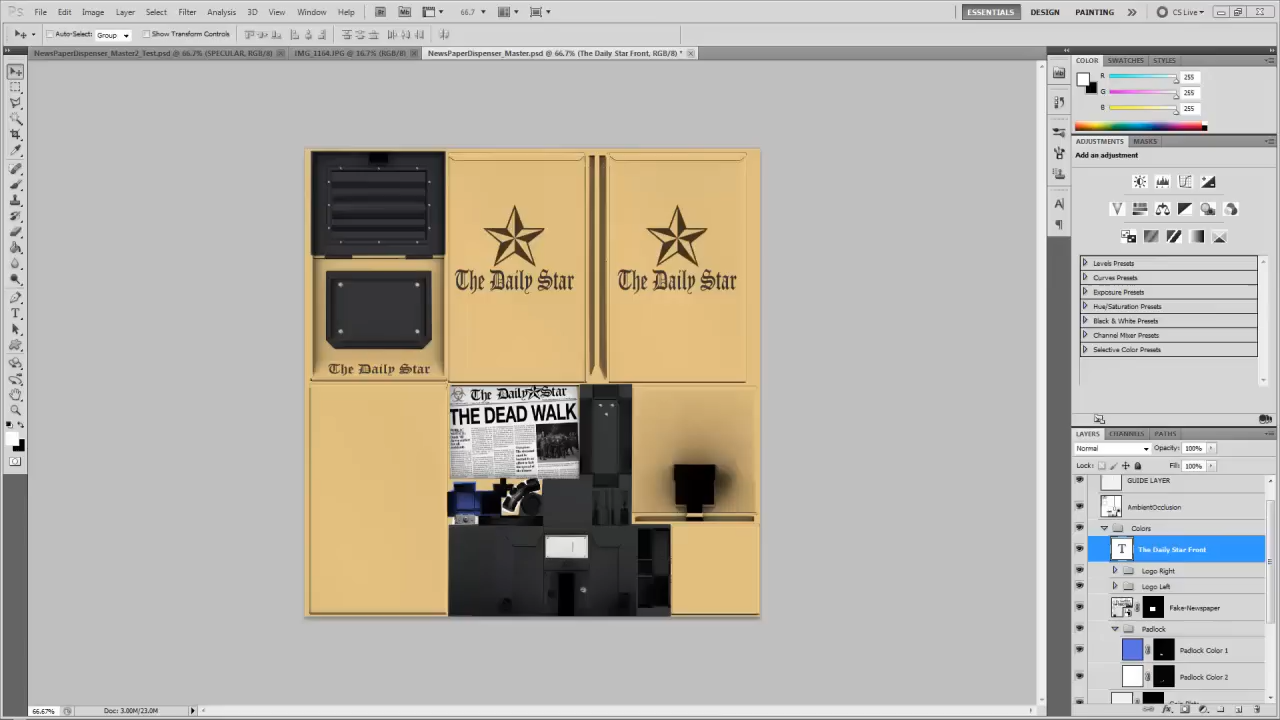 Ps File Edit Image Layer Select Filter Analysis 3D View Window Help Br Mb 66.7 ESSENTIALS DESIGN PAINTING CS Live
Auto-Select: Group Show Transform Controls
NewsPaperDispenser_Master2_Test.psd @ 66.7% (SPECULAR, RGB/8) IMG_1164.JPG @ 16.7% (RGB/8) NewsPaperDispenser_Master.psd @ 66.7% (The Daily Star Front, RGB/8) *
COLOR SWATCHES STYLES
R 255
G 255
B 255
ADJUSTMENTS MASKS
Add an adjustment
The Daily Star The Daily Star
Levels Presets
Curves Presets
Exposure Presets
Hue/Saturation Presets
Black & White Presets
Channel Mixer Presets
Selective Color Presets
The Daily Star
The Daily Star
THE DEAD WALK
LAYERS CHANNELS PATHS
Normal Opacity: 100%
Lock: Fill: 100%
GUIDE LAYER
AmbientOcclusion
Colors
T The Daily Star Front
Logo Right
Logo Left
Fake-Newspaper
Padlock
Padlock Color 1
Padlock Color 2
66.67% Doc: 3.00M/23.0M